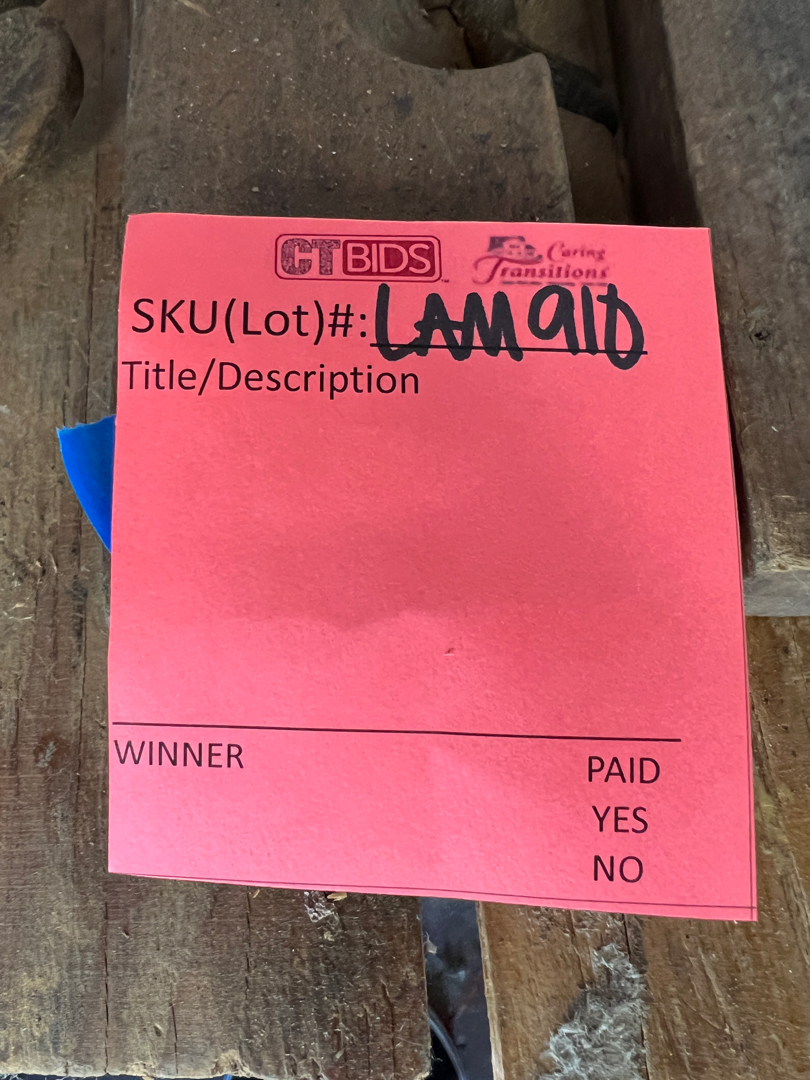 CTBIDS
Caring
Transitions
SKU(Lot)#: LAM910
Title/Description
WINNER
PAID
YES
NO